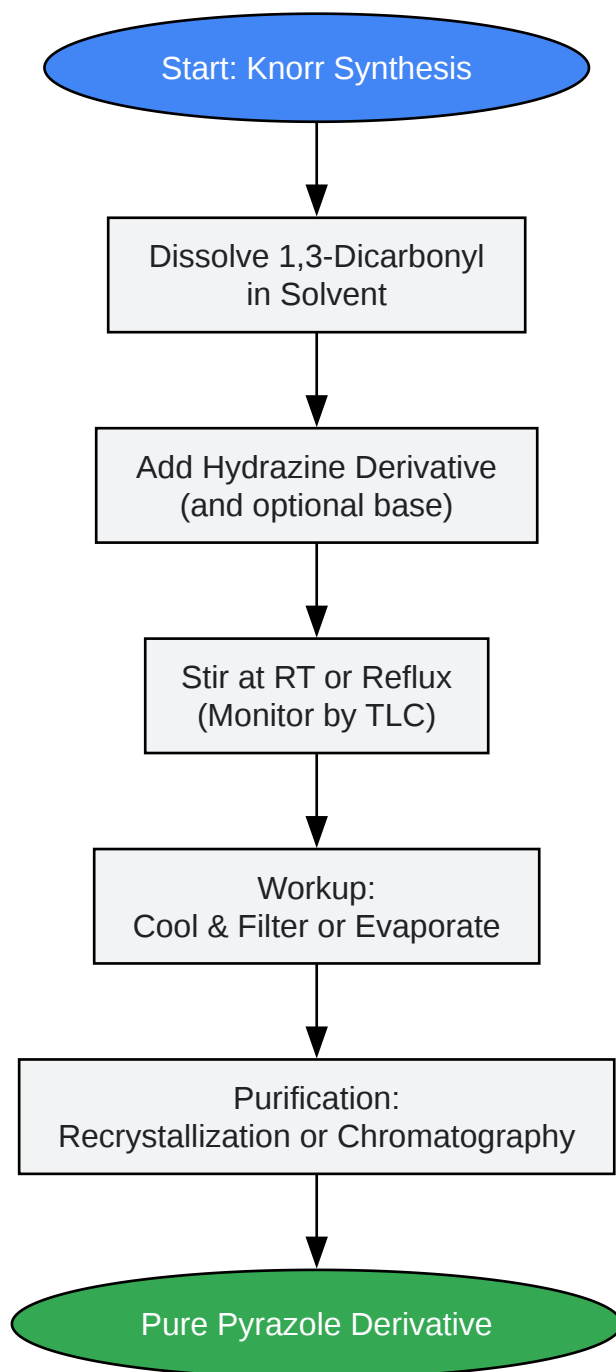 Start: Knorr Synthesis
Dissolve 1,3-Dicarbonyl
in Solvent
Add Hydrazine Derivative
(and optional base)
Stir at RT or Reflux
(Monitor by TLC)
Workup:
Cool & Filter or Evaporate
Purification:
Recrystallization or Chromatography
Pure Pyrazole Derivative